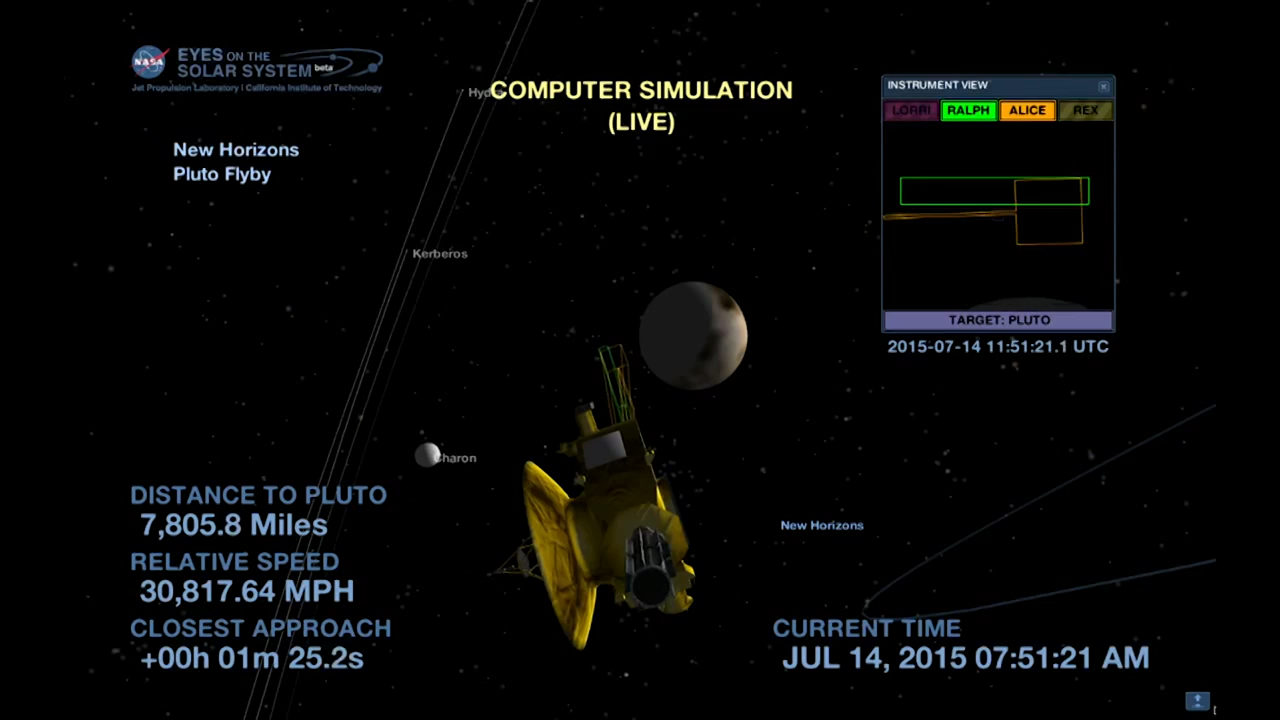 NASA
EYES ON THE
SOLAR SYSTEM beta
Jet Propulsion Laboratory | California Institute of Technology
New Horizons
Pluto Flyby
Hyd
COMPUTER SIMULATION
(LIVE)
INSTRUMENT VIEW
LORRI RALPH ALICE REX
TARGET: PLUTO
2015-07-14 11:51:21.1 UTC
Kerberos
Charon
New Horizons
DISTANCE TO PLUTO
7,805.8 Miles
RELATIVE SPEED
30,817.64 MPH
CLOSEST APPROACH
+00h 01m 25.2s
CURRENT TIME
JUL 14, 2015 07:51:21 AM